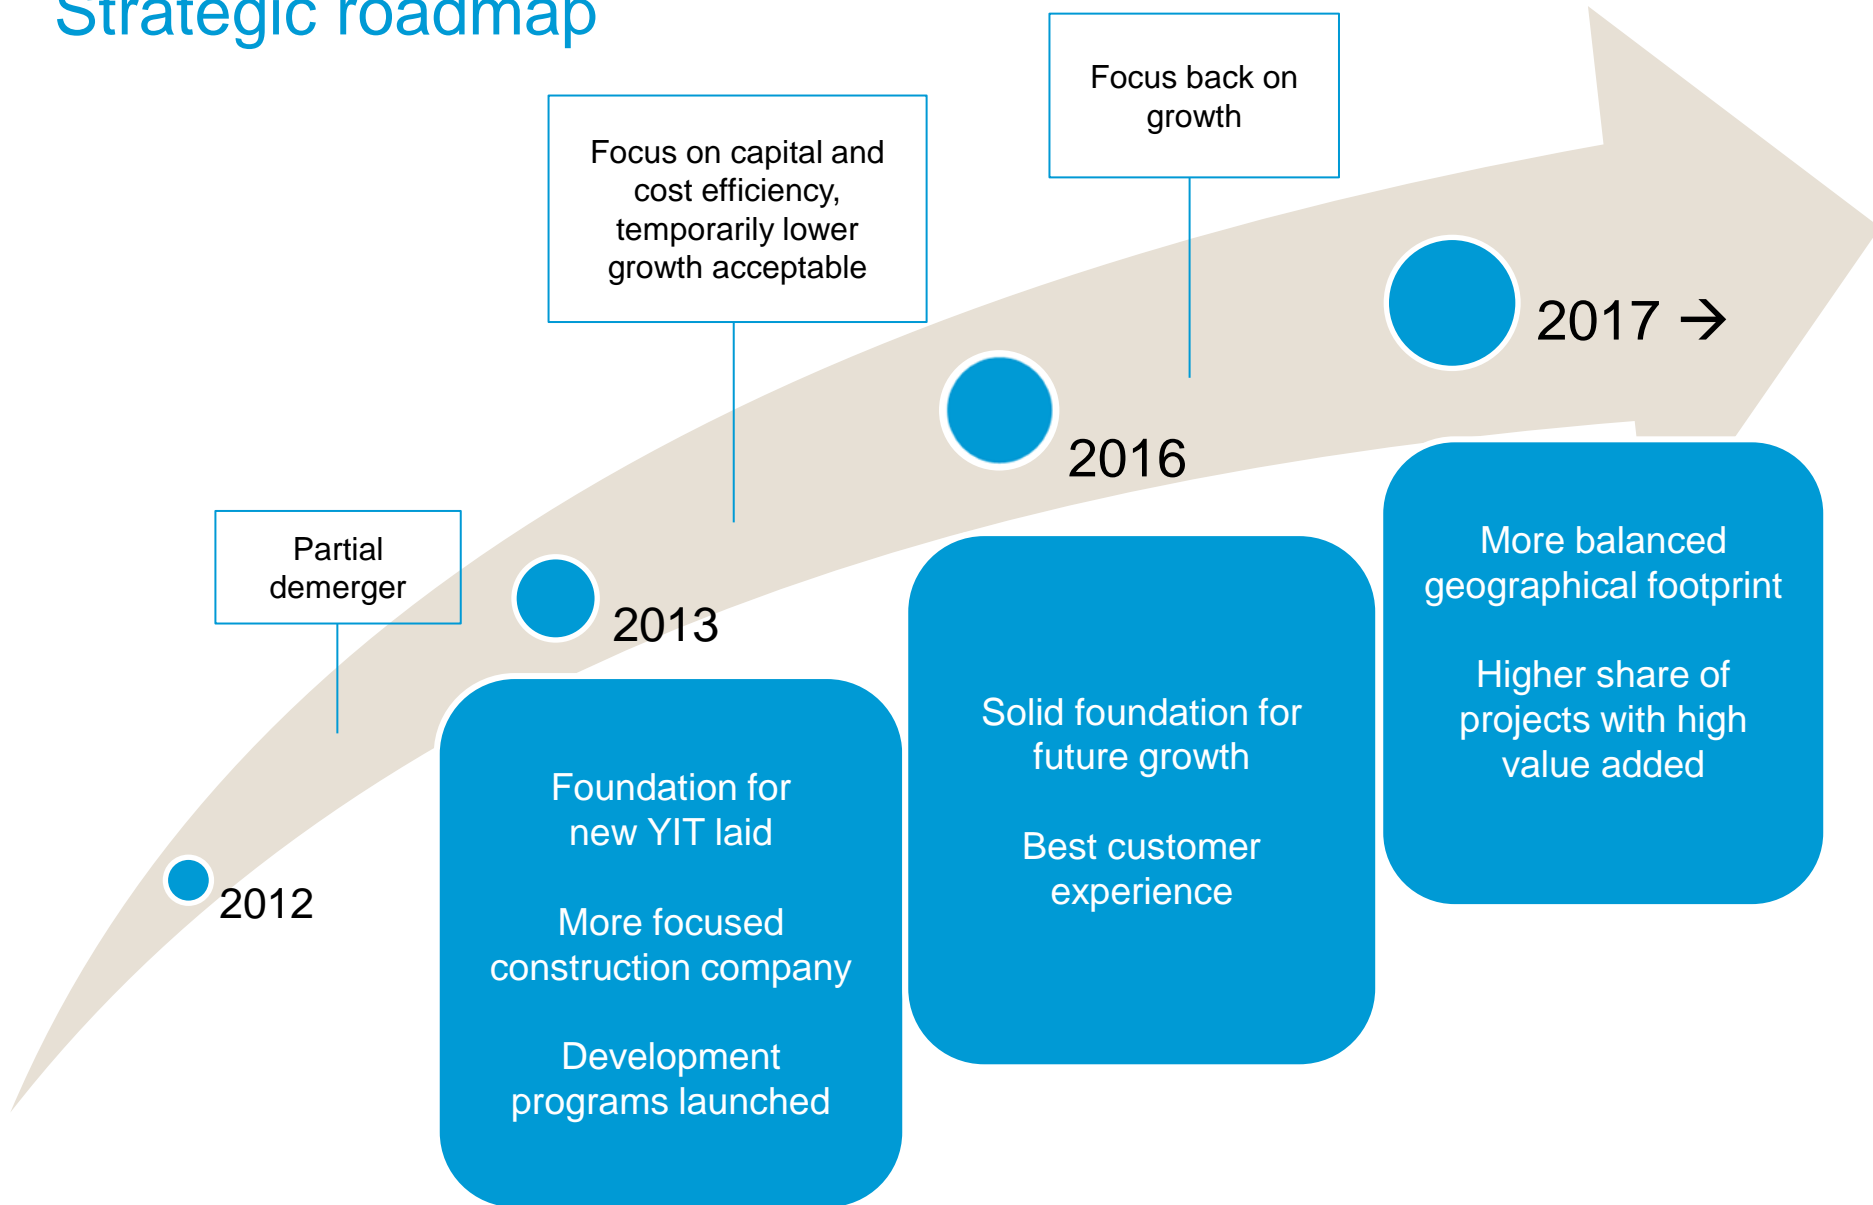 Strategic roadmap
Focus back on
growth
Focus on capital and
cost efficiency,
temporarily lower
growth acceptable
Partial
demerger
2012
2013
2016
2017 →
Foundation for
new YIT laid
More focused
construction company
Development
programs launched
Solid foundation for
future growth
Best customer
experience
More balanced
geographical footprint
Higher share of
projects with high
value added